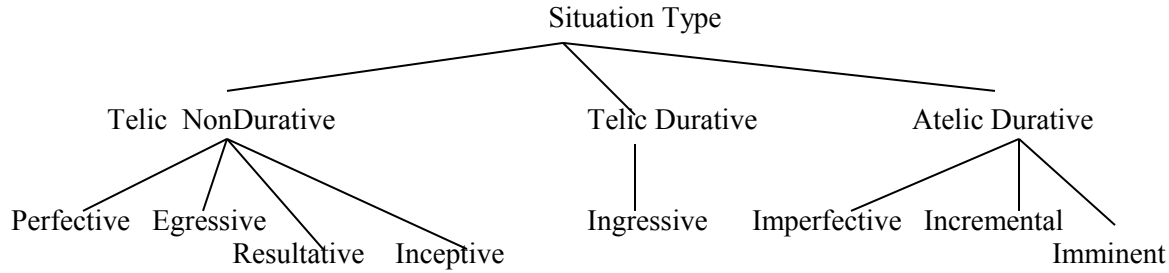 Situation Type
Telic NonDurative Telic Durative Atelic Durative
Perfective Egressive Ingressive Imperfective Incremental
Resultative Inceptive Imminent